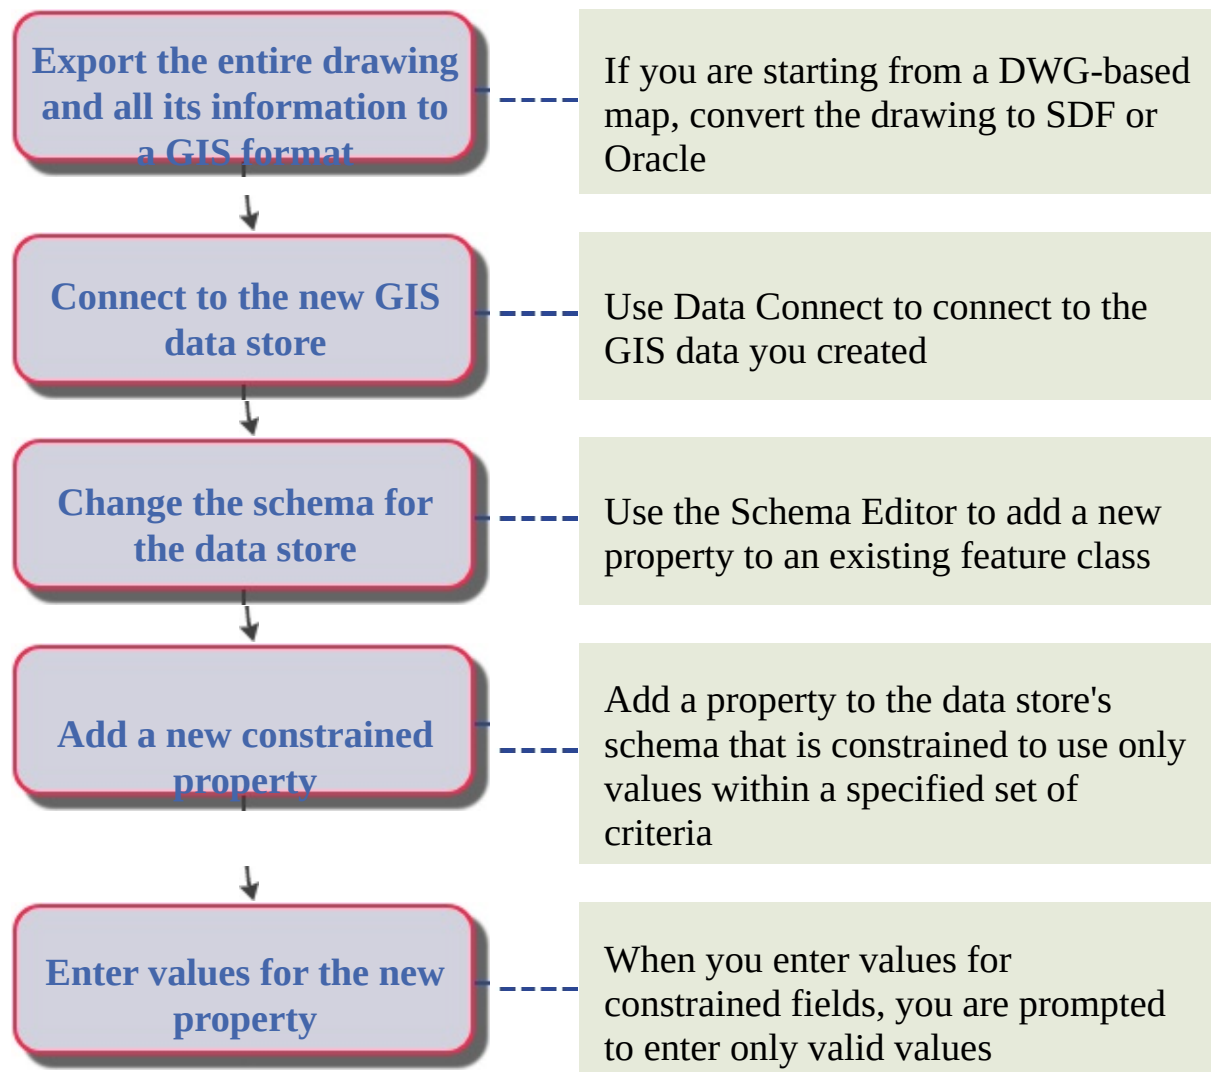 Export the entire drawing
and all its information to
a GIS format
If you are starting from a DWG-based
map, convert the drawing to SDF or
Oracle
Connect to the new GIS
data store
Use Data Connect to connect to the
GIS data you created
Change the schema for
the data store
Use the Schema Editor to add a new
property to an existing feature class
Add a new constrained
property
Add a property to the data store's
schema that is constrained to use only
values within a specified set of
criteria
Enter values for the new
property
When you enter values for
constrained fields, you are prompted
to enter only valid values